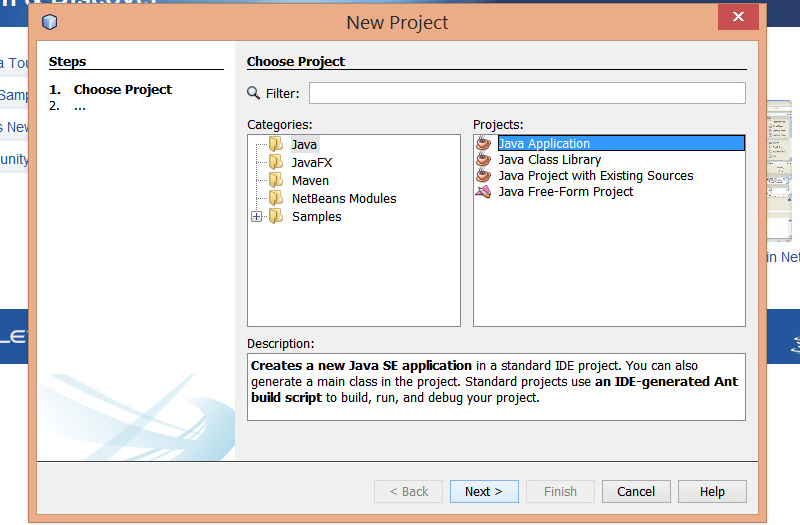 & Discover
New Project
a Tou
Samp
s New
unity
Steps
1. Choose Project
2. ...
Choose Project
Filter:
Categories:
Java
JavaFX
Maven
NetBeans Modules
Samples
Projects:
Java Application
Java Class Library
Java Project with Existing Sources
Java Free-Form Project
in Net
LE
Description:
Creates a new Java SE application in a standard IDE project. You can also
generate a main class in the project. Standard projects use an IDE-generated Ant
build script to build, run, and debug your project.
< Back
Next >
Finish
Cancel
Help